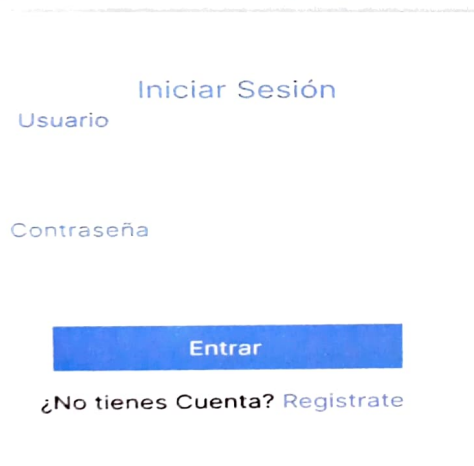 Iniciar Sesión
Usuario
Contraseña
Entrar
¿No tienes Cuenta? Registrate